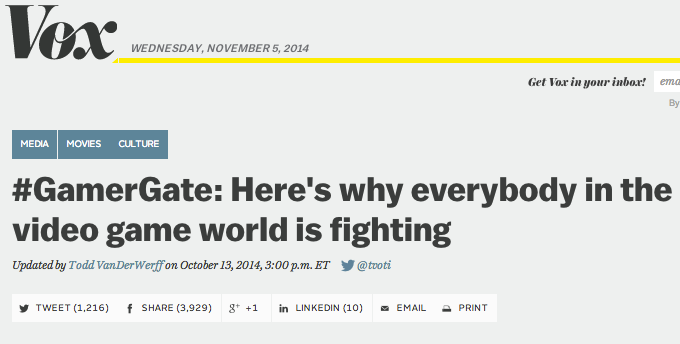 Vox
WEDNESDAY, NOVEMBER 5, 2014
Get Vox in your inbox! ema
By
MEDIA MOVIES CULTURE
#GamerGate: Here's why everybody in the
video game world is fighting
Updated by Todd VanDerWerff on October 13, 2014, 3:00 p.m. ET @tvoti
TWEET (1,216) f SHARE (3,929) g+ +1 in LINKEDIN (10) EMAIL PRINT